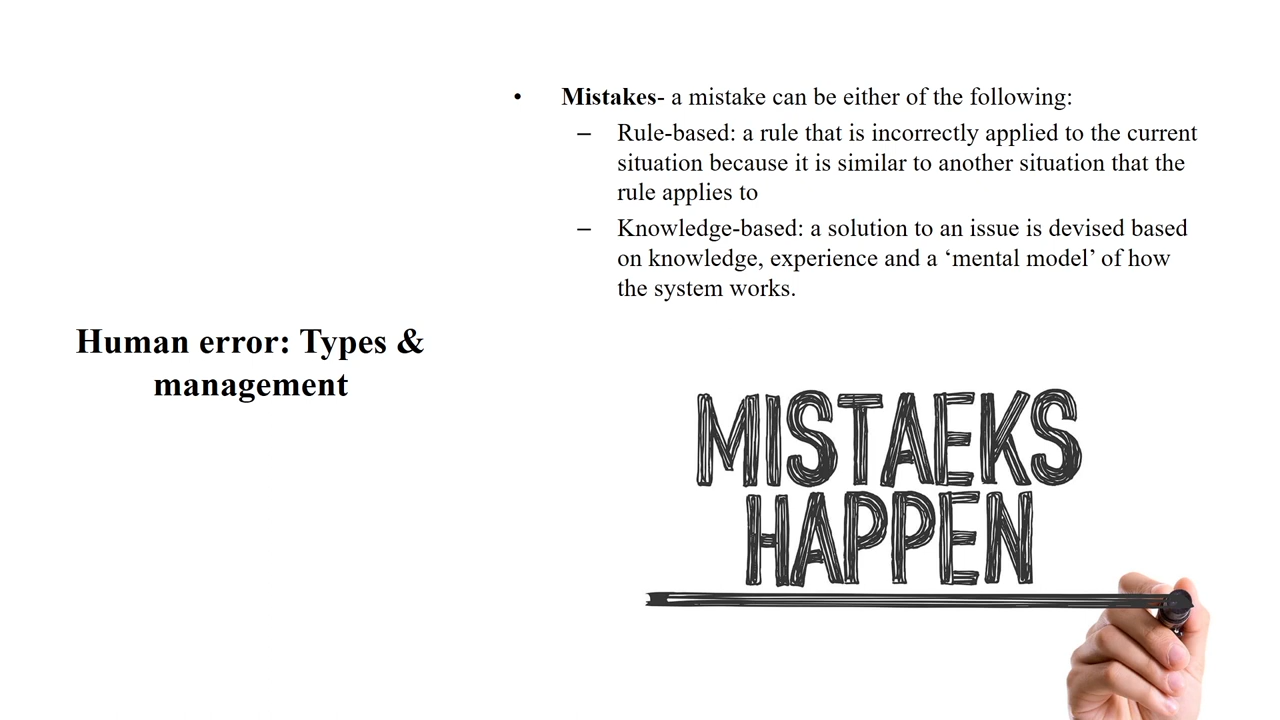 Human error: Types &
management
• Mistakes- a mistake can be either of the following:
– Rule-based: a rule that is incorrectly applied to the current
situation because it is similar to another situation that the
rule applies to
– Knowledge-based: a solution to an issue is devised based
on knowledge, experience and a ‘mental model’ of how
the system works.
MISTAEKS
HAPPEN